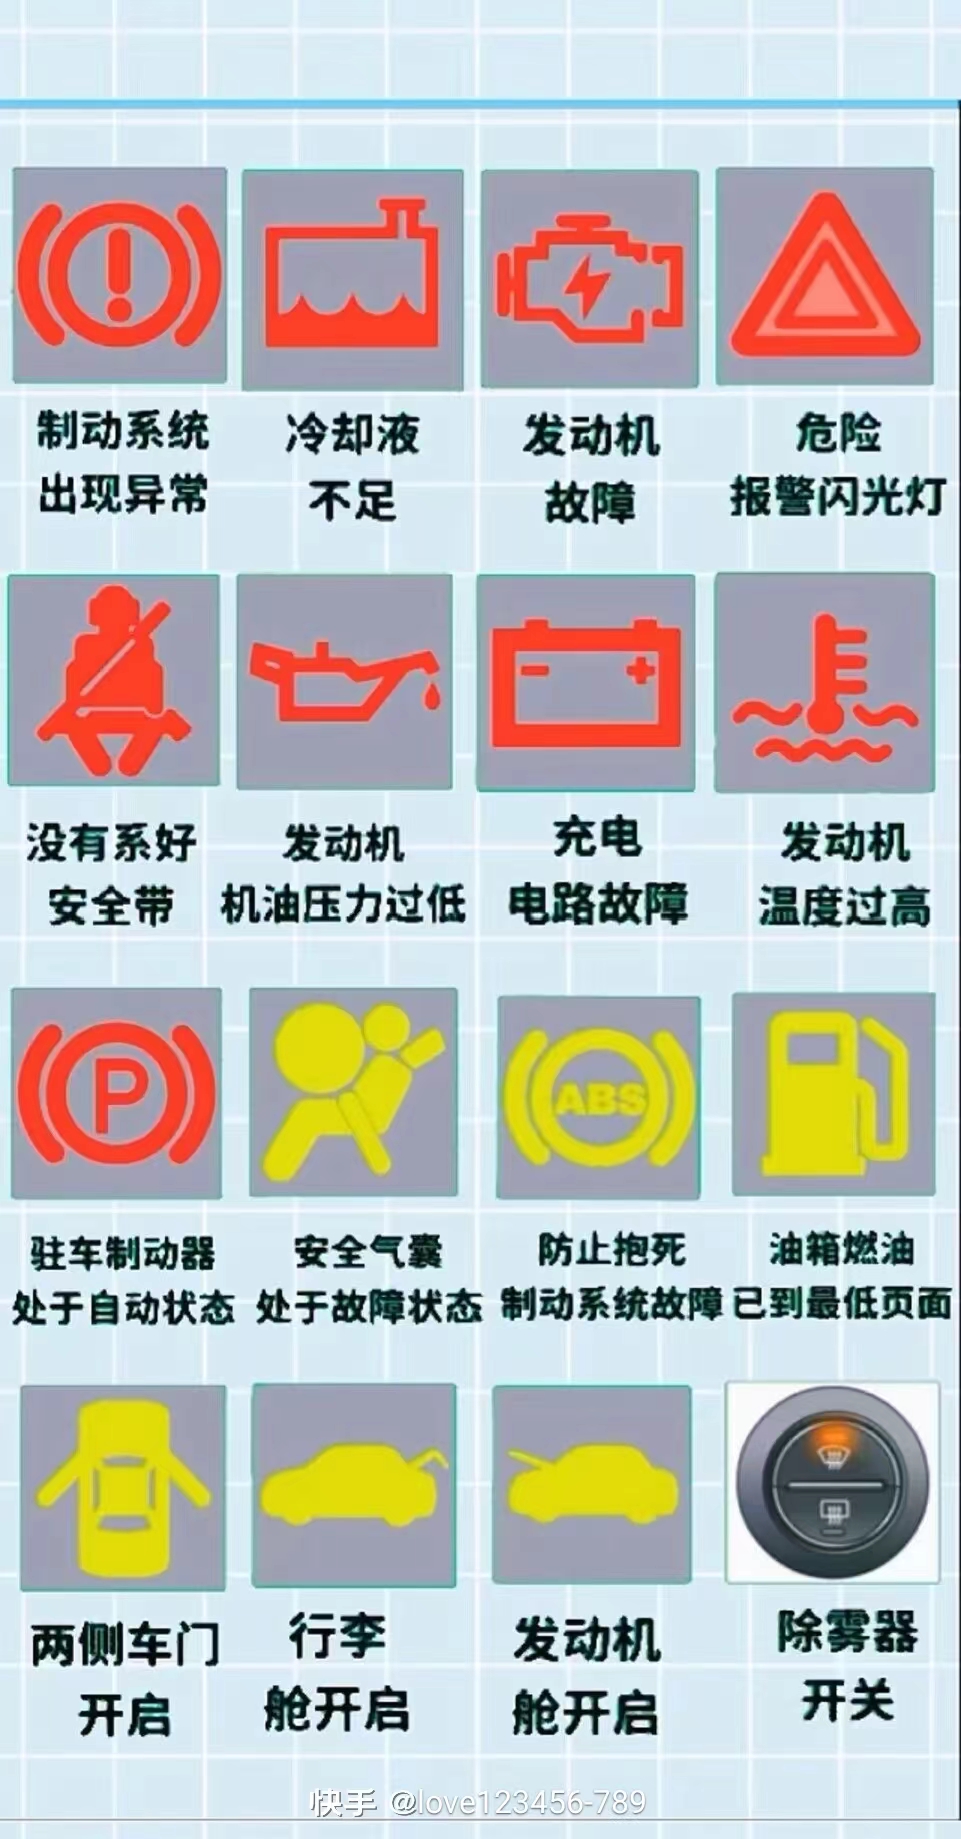 制动系统
出现异常
冷却液
不足
发动机
故障
危险
报警闪光灯
没有系好
安全带
发动机
机油压力过低
充电
电路故障
发动机
温度过高
P
驻车制动器
处于自动状态
安全气囊
处于故障状态
ABS
防止抱死
制动系统故障
油箱燃油
已到最低页面
两侧车门
开启
行李
舱开启
发动机
舱开启
除雾器
开关
快手 @love123456-789